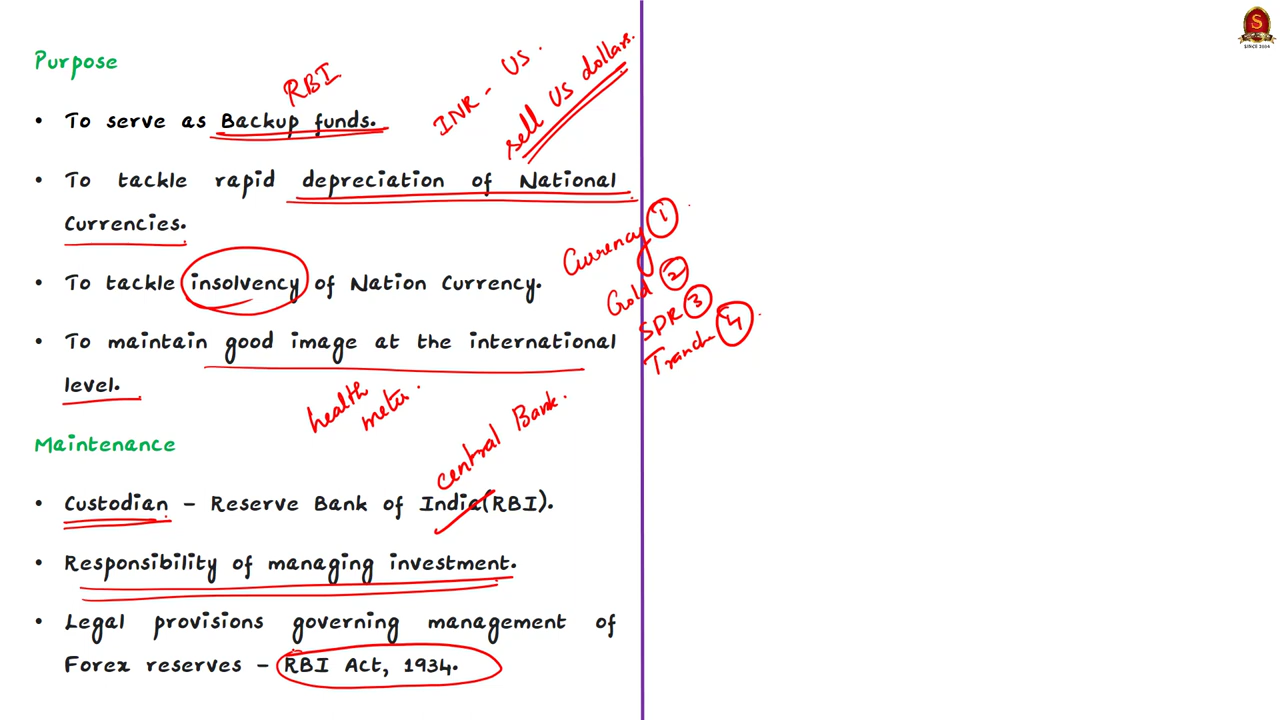 Purpose
RBI
INR - US.
sell US dollars.
• To serve as Backup funds.
• To tackle rapid depreciation of National
Currencies.
Currency 1
Gold 2
SDR 3
Tranch 4
• To tackle insolvency of Nation Currency.
• To maintain good image at the international
level.
health
meter
Maintenance
central Bank.
• Custodian – Reserve Bank of India(RBI).
• Responsibility of managing investment.
• Legal provisions governing management of
Forex reserves – RBI Act, 1934.
S
SINCE 2004